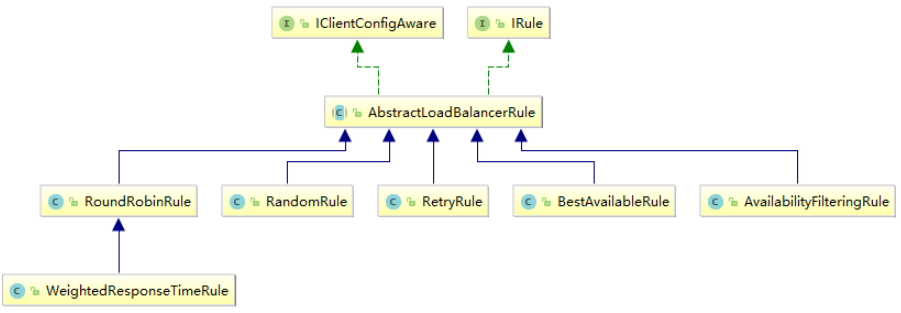 I IClientConfigAware
I IRule
C AbstractLoadBalancerRule
C RoundRobinRule
C RandomRule
C RetryRule
C BestAvailableRule
C AvailabilityFilteringRule
C WeightedResponseTimeRule